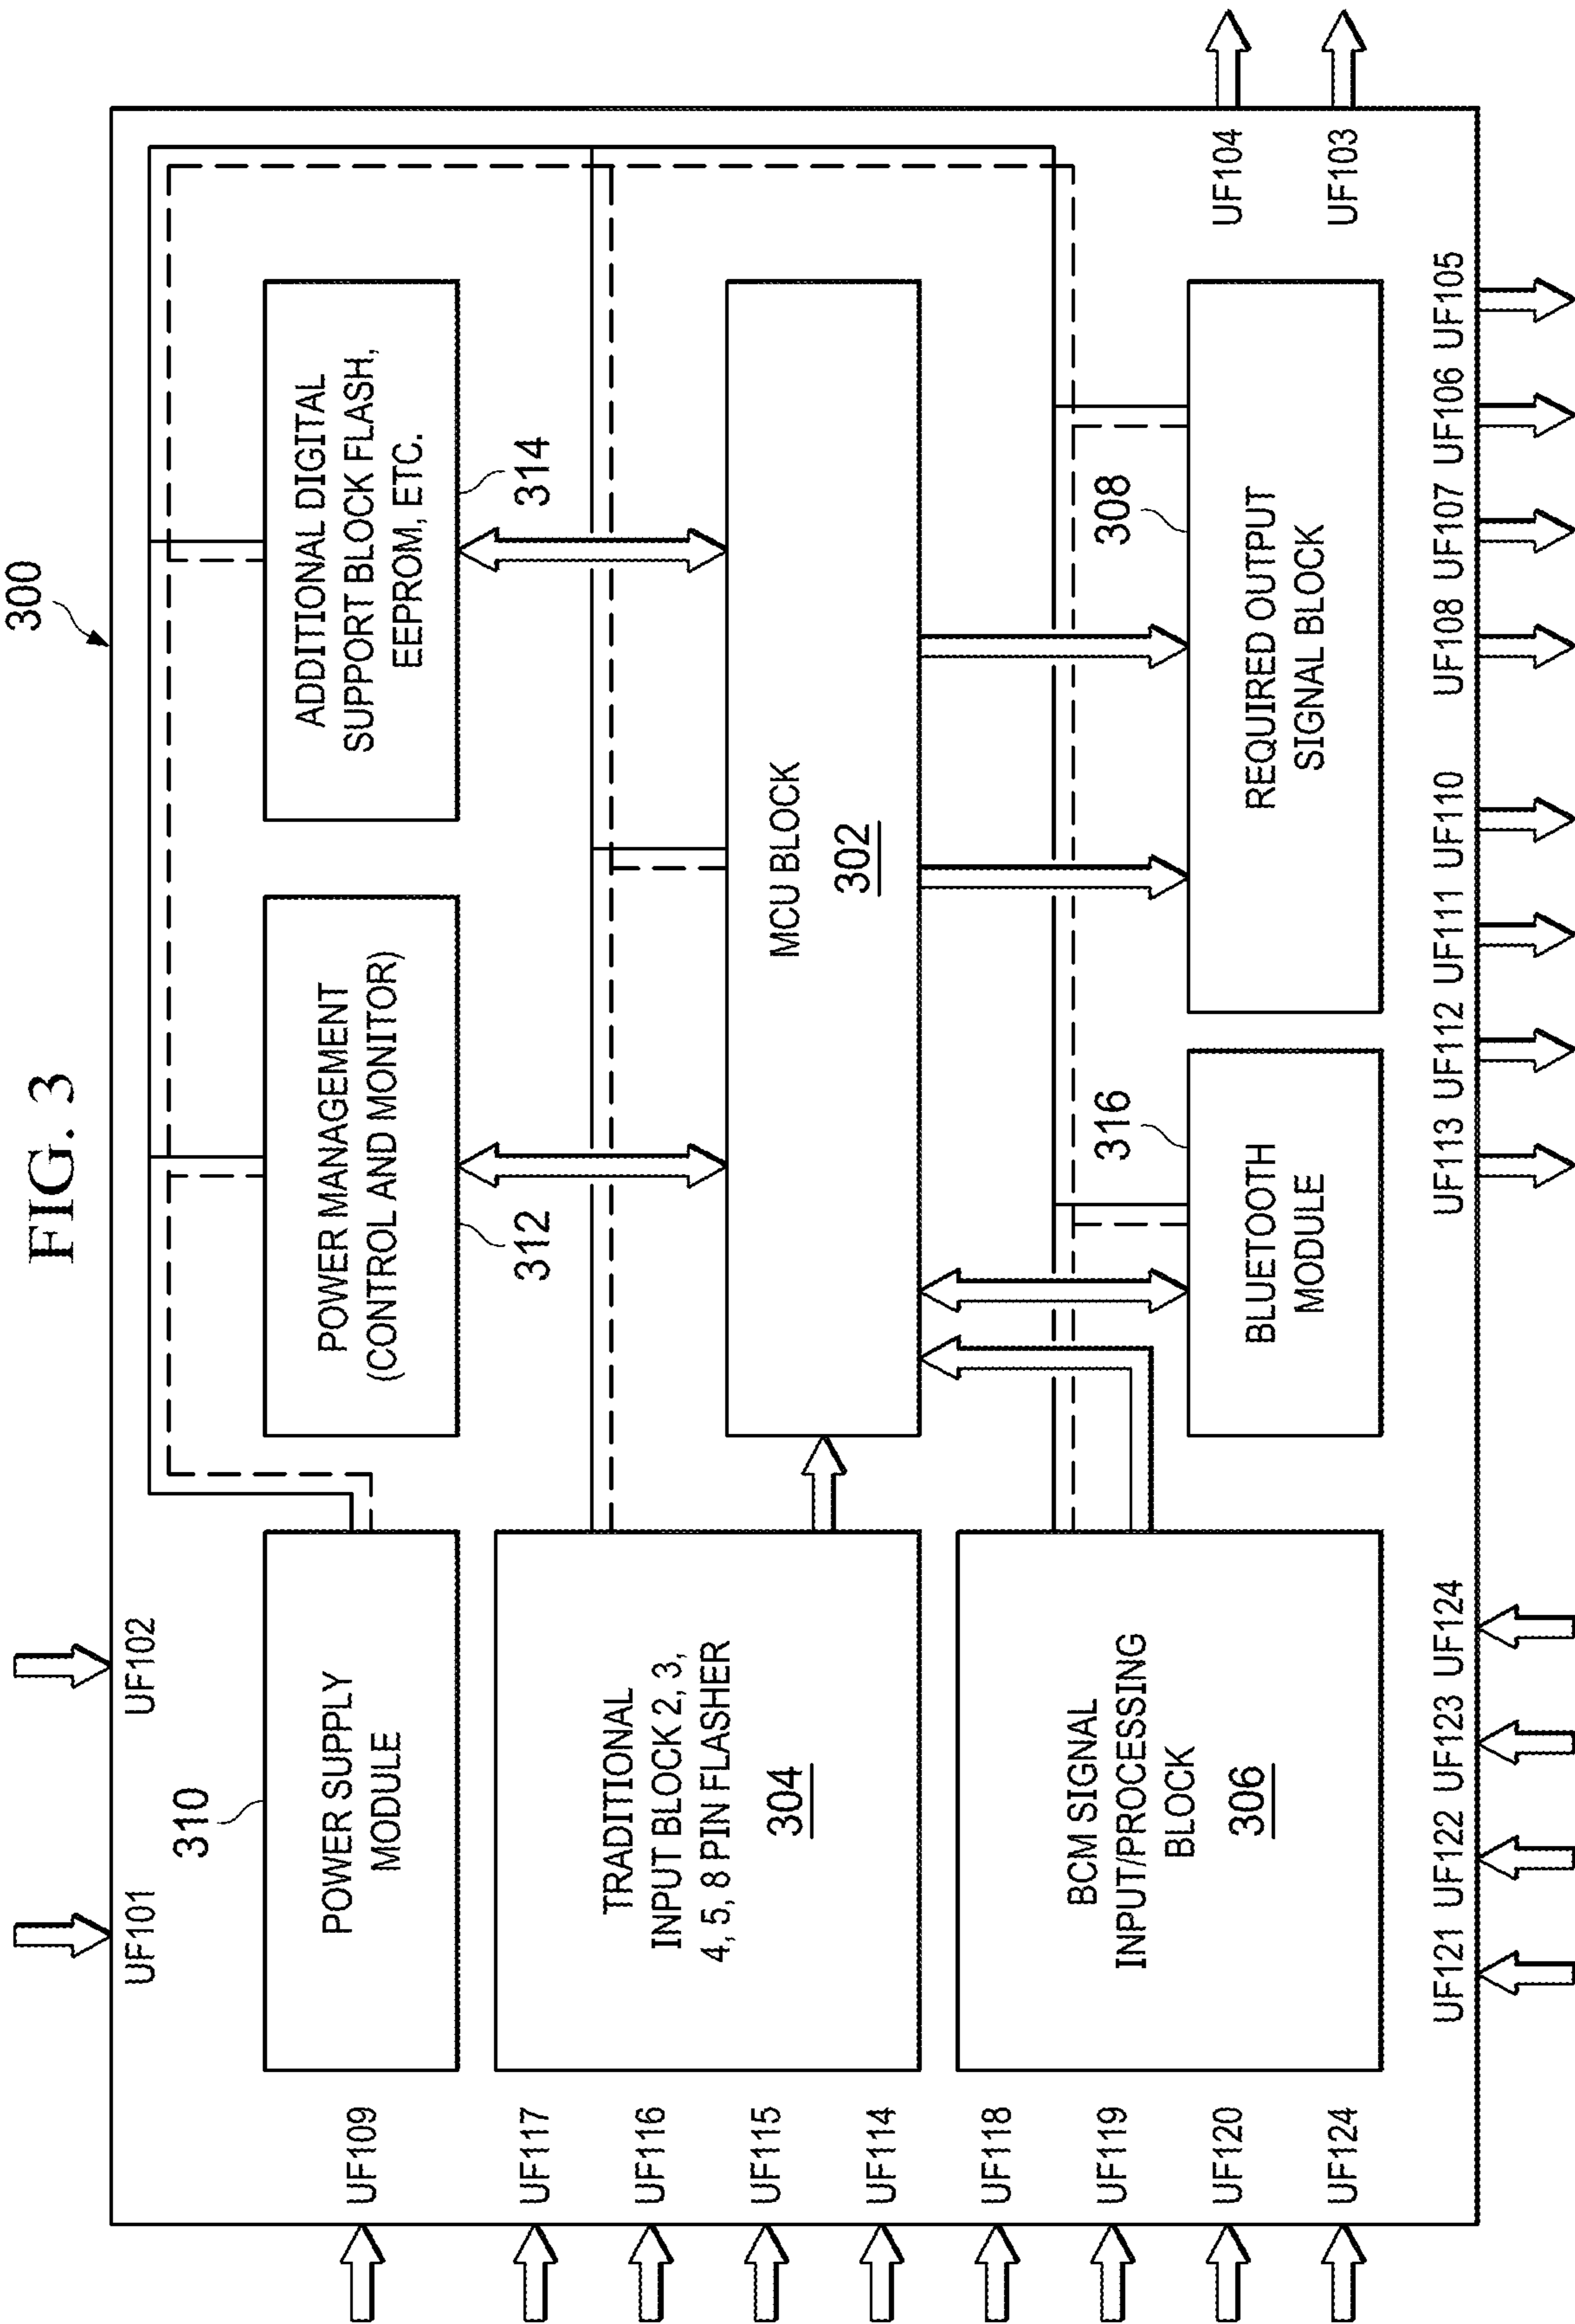 FIG. 3
300
UF101
UF102
310
POWER SUPPLY
MODULE
POWER MANAGEMENT
(CONTROL AND MONITOR)
312
ADDITIONAL DIGITAL
SUPPORT BLOCK FLASH,
EEPROM, ETC.
314
TRADITIONAL
INPUT BLOCK 2, 3,
4, 5, 8 PIN FLASHER
304
MCU BLOCK
302
BCM SIGNAL
INPUT/PROCESSING
BLOCK
306
316
BLUETOOTH
MODULE
308
REQUIRED OUTPUT
SIGNAL BLOCK
UF109
UF117
UF116
UF115
UF114
UF118
UF119
UF120
UF124
UF104
UF103
UF121
UF122
UF123
UF124
UF113
UF112
UF111
UF110
UF108
UF107
UF106
UF105